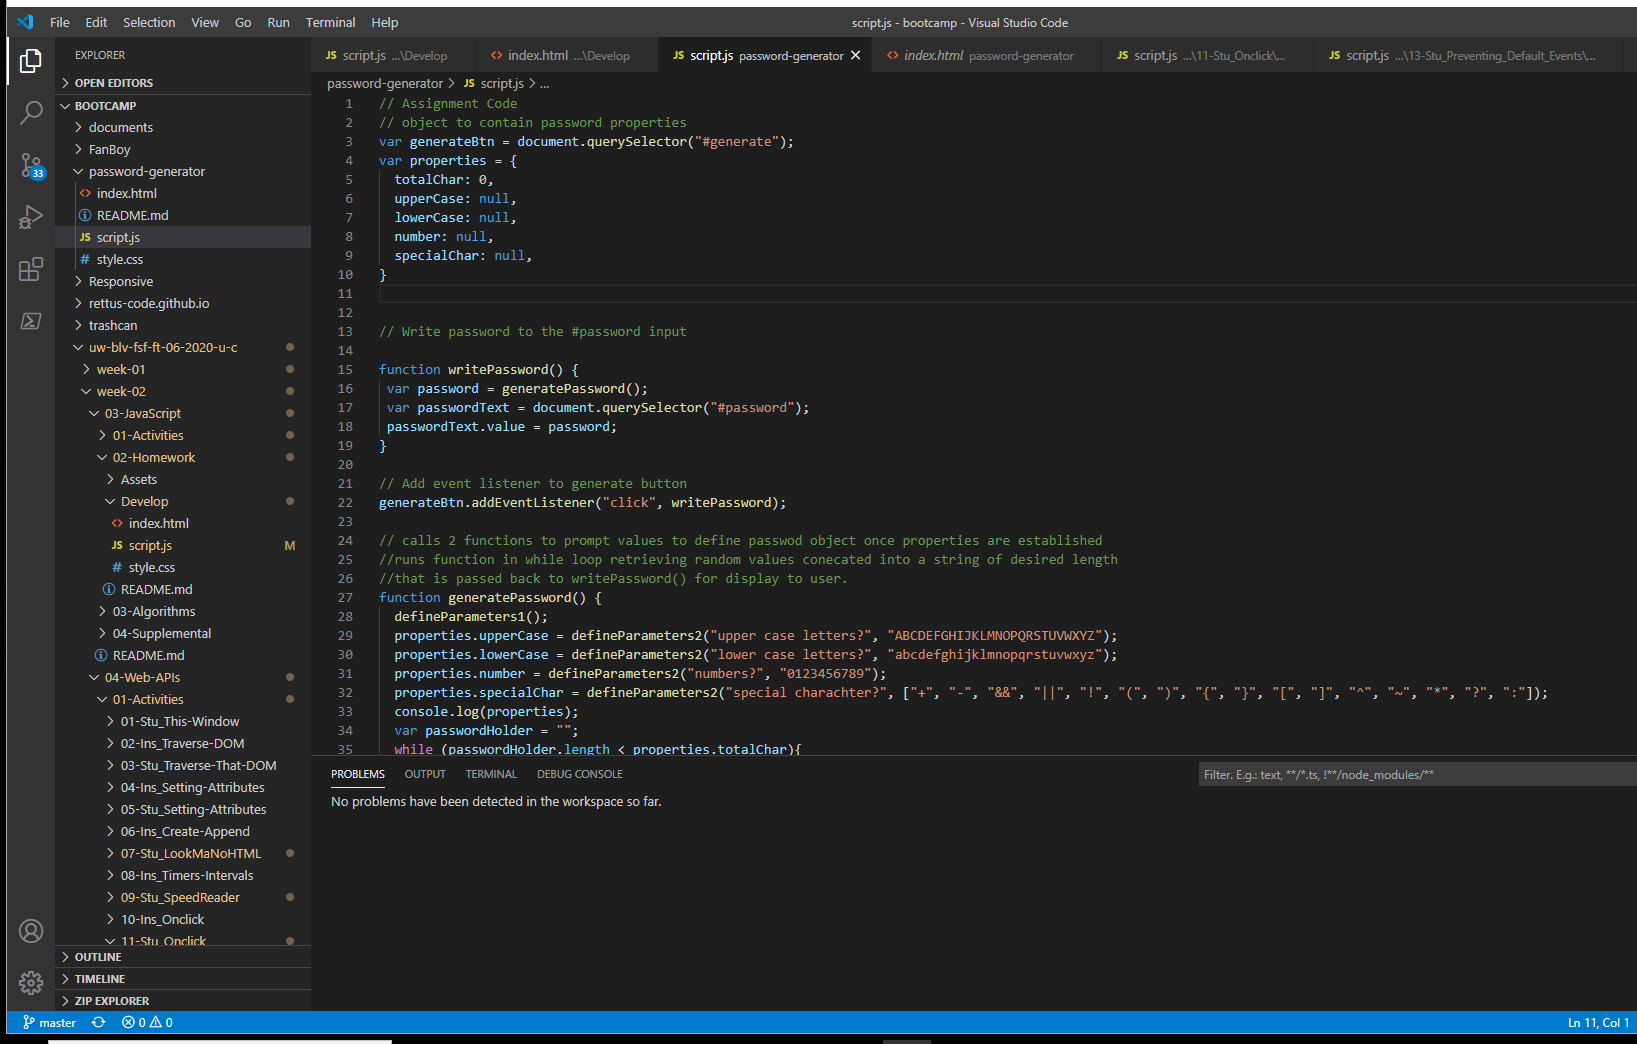 File Edit Selection View Go Run Terminal Help script.js - bootcamp - Visual Studio Code
EXPLORER
OPEN EDITORS
BOOTCAMP
documents
FanBoy
password-generator
index.html
README.md
JS script.js
# style.css
Responsive
rettus-code.github.io
trashcan
uw-blv-fsf-ft-06-2020-u-c
week-01
week-02
03-JavaScript
01-Activities
02-Homework
Assets
Develop
index.html
JS script.js M
# style.css
README.md
03-Algorithms
04-Supplemental
README.md
04-Web-APIs
01-Activities
01-Stu_This-Window
02-Ins_Traverse-DOM
03-Stu_Traverse-That-DOM
04-Ins_Setting-Attributes
05-Stu_Setting-Attributes
06-Ins_Create-Append
07-Stu_LookMaNoHTML
08-Ins_Timers-Intervals
09-Stu_SpeedReader
10-Ins_Onclick
11-Stu_Onclick
OUTLINE
TIMELINE
ZIP EXPLORER
33
JS script.js ...\Develop <> index.html ...\Develop JS script.js password-generator <> index.html password-generator JS script.js ...\11-Stu_Onclick\... JS script.js ...\13-Stu_Preventing_Default_Events\...
password-generator > JS script.js > ...
1 // Assignment Code
2 // object to contain password properties
3 var generateBtn = document.querySelector("#generate");
4 var properties = {
5 totalChar: 0,
6 upperCase: null,
7 lowerCase: null,
8 number: null,
9 specialChar: null,
10 }
11
12
13 // Write password to the #password input
14
15 function writePassword() {
16 var password = generatePassword();
17 var passwordText = document.querySelector("#password");
18 passwordText.value = password;
19 }
20
21 // Add event listener to generate button
22 generateBtn.addEventListener("click", writePassword);
23
24 // calls 2 functions to prompt values to define passwod object once properties are established
25 //runs function in while loop retrieving random values conecated into a string of desired length
26 //that is passed back to writePassword() for display to user.
27 function generatePassword() {
28 defineParameters1();
29 properties.upperCase = defineParameters2("upper case letters?", "ABCDEFGHIJKLMNOPQRSTUVWXYZ");
30 properties.lowerCase = defineParameters2("lower case letters?", "abcdefghijklmnopqrstuvwxyz");
31 properties.number = defineParameters2("numbers?", "0123456789");
32 properties.specialChar = defineParameters2("special charachter?", ["+", "-", "&&", "||", "!", "(", ")", "{", "}", "[", "]", "^", "~", "*", "?", ":"]);
33 console.log(properties);
34 var passwordHolder = "";
35 while (passwordHolder.length < properties.totalChar){
PROBLEMS OUTPUT TERMINAL DEBUG CONSOLE Filter. E.g.: text, **/*.ts, !**/node_modules/**
No problems have been detected in the workspace so far.
master 0 0 Ln 11, Col 1